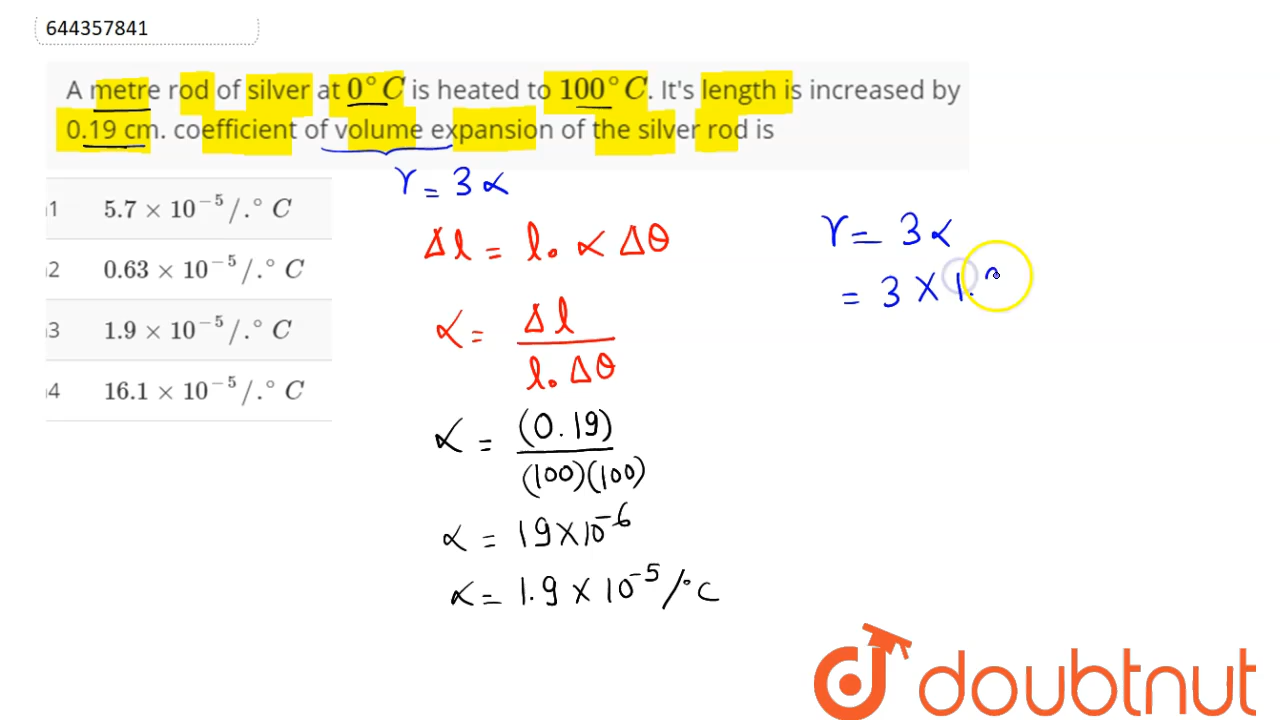 644357841
A metre rod of silver at 0° C is heated to 100° C. It's length is increased by
0.19 cm. coefficient of volume expansion of the silver rod is
1 5.7 × 10⁻⁵ /.° C
2 0.63 × 10⁻⁵ /.° C
3 1.9 × 10⁻⁵ /.° C
4 16.1 × 10⁻⁵ /.° C
γ = 3 α
Δl = l₀ α Δθ
α = Δl / l₀ Δθ
α = (0.19) / (100)(100)
α = 19 × 10⁻⁶
α = 1.9 × 10⁻⁵ /°C
γ = 3 α
= 3 × 1.
doubtnut